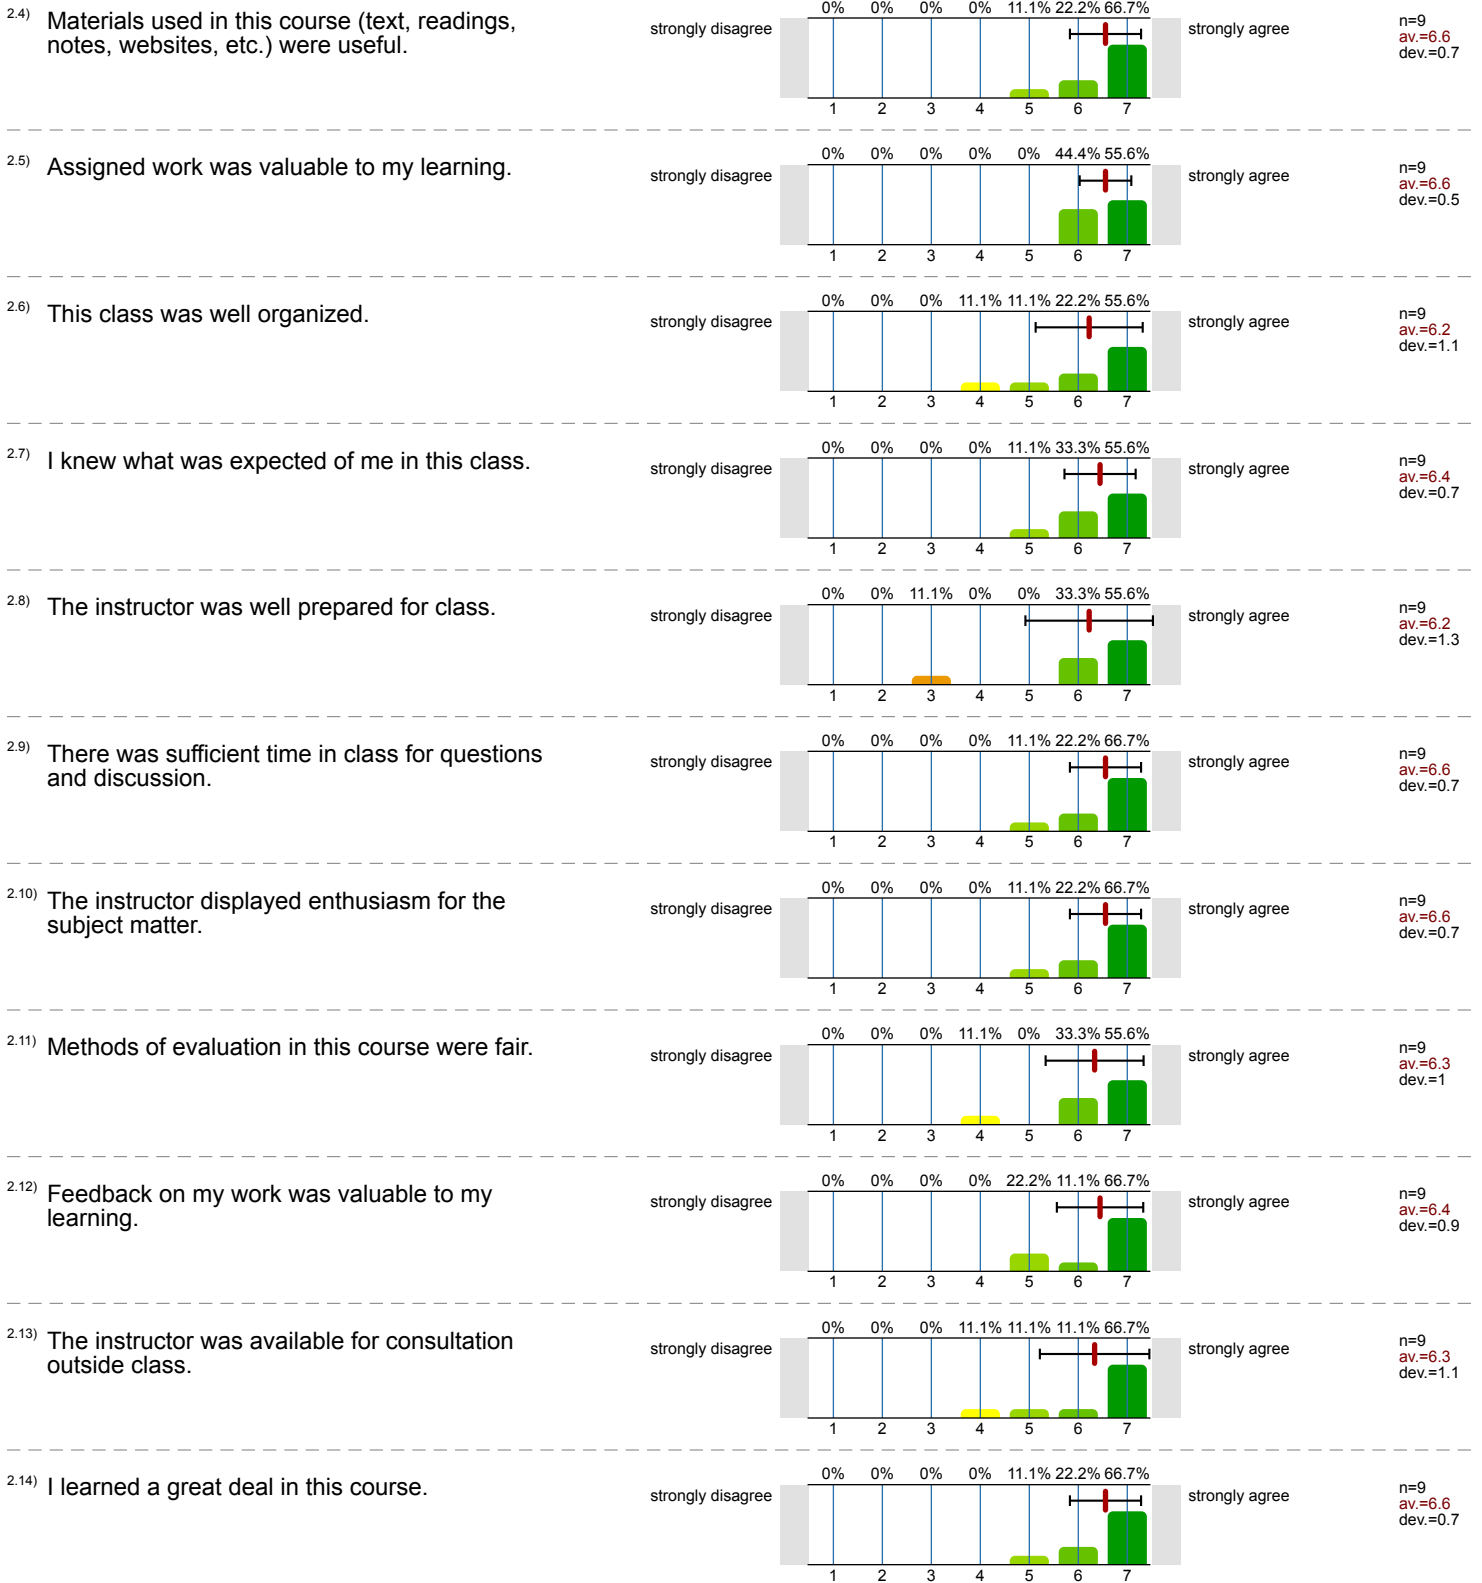 2.4) Materials used in this course (text, readings,
notes, websites, etc.) were useful.
strongly disagree
0% 0% 0% 0% 11.1% 22.2% 66.7%
1 2 3 4 5 6 7
strongly agree
n=9
av.=6.6
dev.=0.7
2.5) Assigned work was valuable to my learning.
strongly disagree
0% 0% 0% 0% 0% 44.4% 55.6%
1 2 3 4 5 6 7
strongly agree
n=9
av.=6.6
dev.=0.5
2.6) This class was well organized.
strongly disagree
0% 0% 0% 11.1% 11.1% 22.2% 55.6%
1 2 3 4 5 6 7
strongly agree
n=9
av.=6.2
dev.=1.1
2.7) I knew what was expected of me in this class.
strongly disagree
0% 0% 0% 0% 11.1% 33.3% 55.6%
1 2 3 4 5 6 7
strongly agree
n=9
av.=6.4
dev.=0.7
2.8) The instructor was well prepared for class.
strongly disagree
0% 0% 11.1% 0% 0% 33.3% 55.6%
1 2 3 4 5 6 7
strongly agree
n=9
av.=6.2
dev.=1.3
2.9) There was sufficient time in class for questions
and discussion.
strongly disagree
0% 0% 0% 0% 11.1% 22.2% 66.7%
1 2 3 4 5 6 7
strongly agree
n=9
av.=6.6
dev.=0.7
2.10) The instructor displayed enthusiasm for the
subject matter.
strongly disagree
0% 0% 0% 0% 11.1% 22.2% 66.7%
1 2 3 4 5 6 7
strongly agree
n=9
av.=6.6
dev.=0.7
2.11) Methods of evaluation in this course were fair.
strongly disagree
0% 0% 0% 11.1% 0% 33.3% 55.6%
1 2 3 4 5 6 7
strongly agree
n=9
av.=6.3
dev.=1
2.12) Feedback on my work was valuable to my
learning.
strongly disagree
0% 0% 0% 0% 22.2% 11.1% 66.7%
1 2 3 4 5 6 7
strongly agree
n=9
av.=6.4
dev.=0.9
2.13) The instructor was available for consultation
outside class.
strongly disagree
0% 0% 0% 11.1% 11.1% 11.1% 66.7%
1 2 3 4 5 6 7
strongly agree
n=9
av.=6.3
dev.=1.1
2.14) I learned a great deal in this course.
strongly disagree
0% 0% 0% 0% 11.1% 22.2% 66.7%
1 2 3 4 5 6 7
strongly agree
n=9
av.=6.6
dev.=0.7